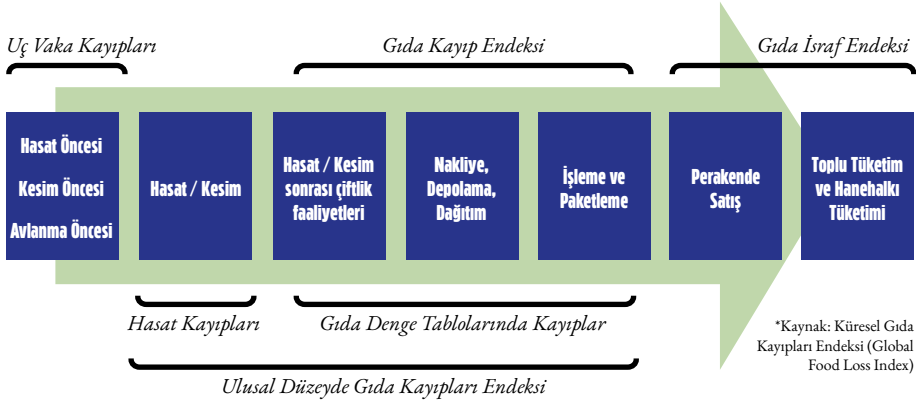 Uç Vaka Kayıpları
Gıda Kayıp Endeksi
Gıda İsraf Endeksi
Hasat Öncesi
Kesim Öncesi
Avlanma Öncesi
Hasat / Kesim
Hasat / Kesim
sonrası çiftlik
faaliyetleri
Nakliye,
Depolama,
Dağıtım
İşleme ve
Paketleme
Perakende
Satış
Toplu Tüketim
ve Hanehalkı
Tüketimi
Hasat Kayıpları
Gıda Denge Tablolarında Kayıplar
Ulusal Düzeyde Gıda Kayıpları Endeksi
*Kaynak: Küresel Gıda
Kayıpları Endeksi (Global
Food Loss Index)